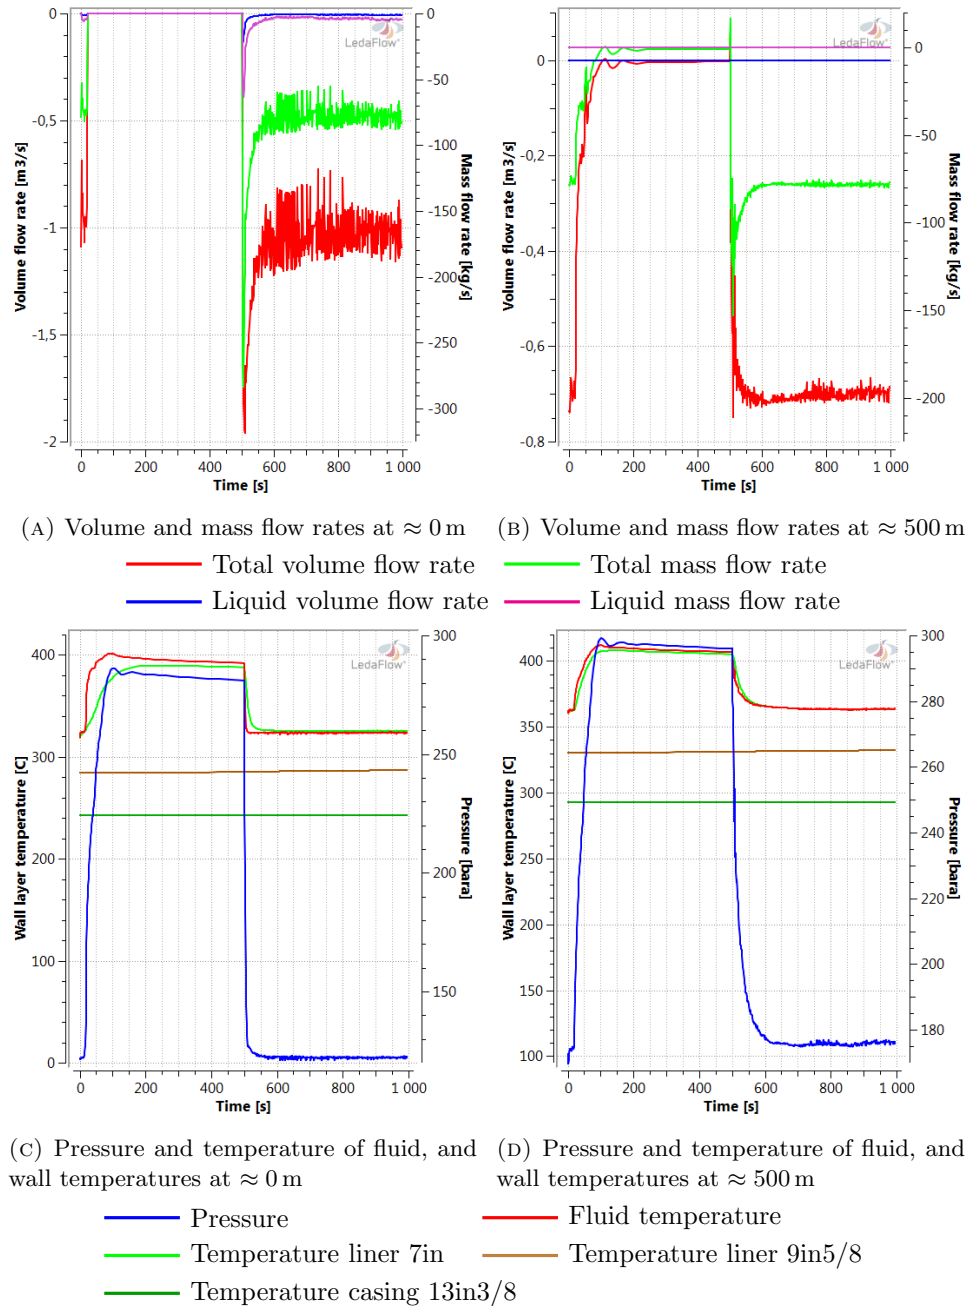 LedaFlow®
0
-0,5
-1
-1,5
-2
Volume flow rate [m3/s]
0
-50
-100
-150
-200
-250
-300
Mass flow rate [kg/s]
0 200 400 600 800 1 000
Time [s]
LedaFlow®
0
-0,2
-0,4
-0,6
-0,8
Volume flow rate [m3/s]
0
-50
-100
-150
-200
Mass flow rate [kg/s]
0 200 400 600 800 1 000
Time [s]
(A) Volume and mass flow rates at ≈ 0 m
(B) Volume and mass flow rates at ≈ 500 m
Total volume flow rate
Total mass flow rate
Liquid volume flow rate
Liquid mass flow rate
LedaFlow®
400
300
200
100
0
Wall layer temperature [C]
300
250
200
150
Pressure [bara]
0 200 400 600 800 1 000
Time [s]
LedaFlow®
400
350
300
250
200
150
100
Wall layer temperature [C]
300
280
260
240
220
200
180
Pressure [bara]
0 200 400 600 800 1 000
Time [s]
(C) Pressure and temperature of fluid, and
wall temperatures at ≈ 0 m
(D) Pressure and temperature of fluid, and
wall temperatures at ≈ 500 m
Pressure
Fluid temperature
Temperature liner 7in
Temperature liner 9in5/8
Temperature casing 13in3/8